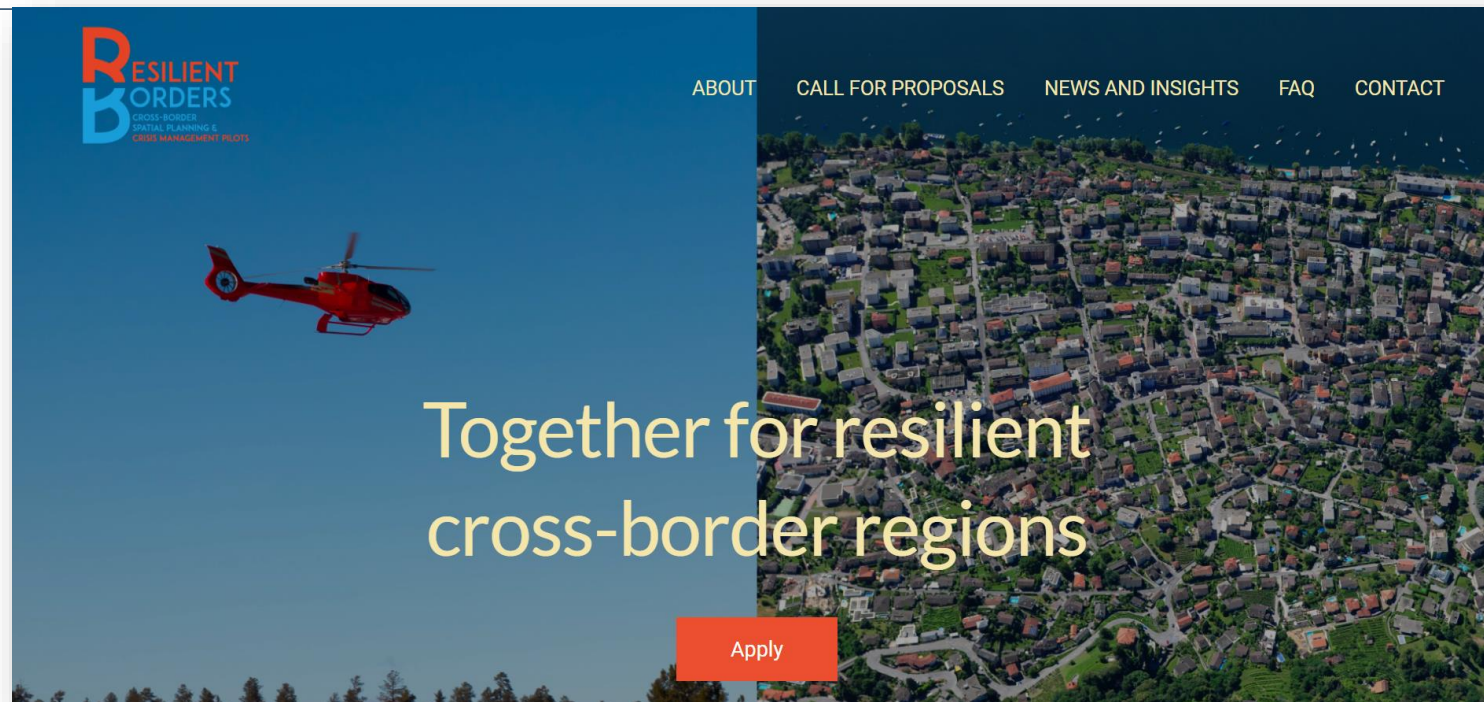 RESILIENT
BORDERS
CROSS-BORDER
SPATIAL PLANNING &
CRISIS MANAGEMENT PILOTS
ABOUT
CALL FOR PROPOSALS
NEWS AND INSIGHTS
FAQ
CONTACT
Together for resilient
cross-border regions
Apply